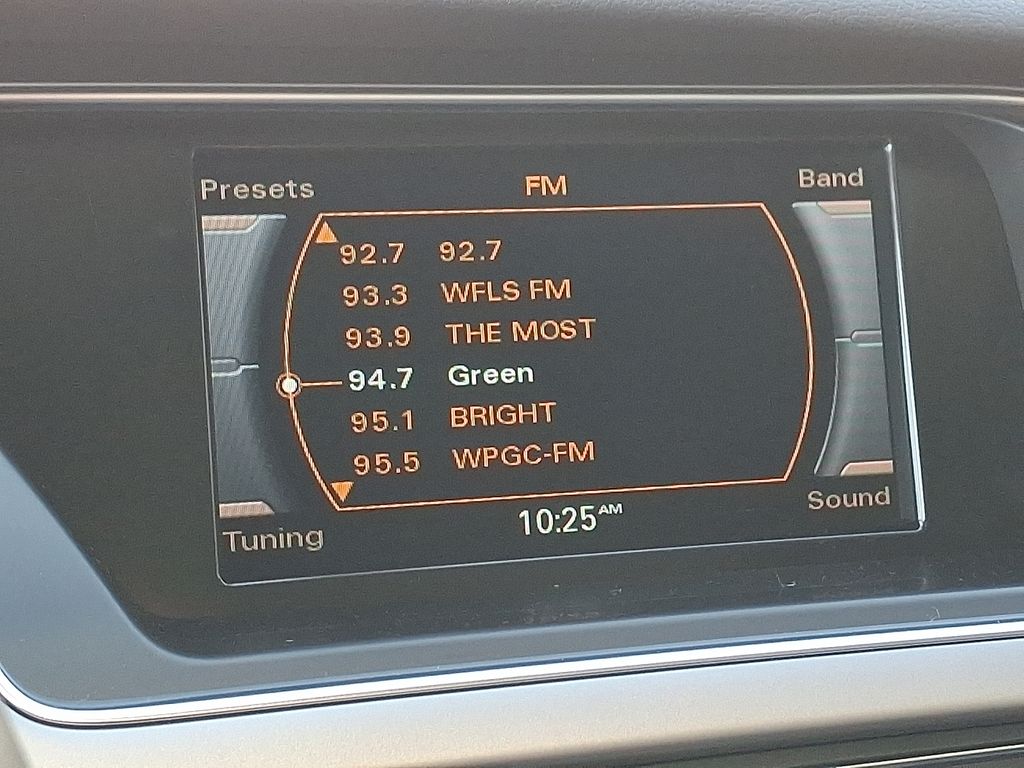 Presets FM Band
92.7 92.7
93.3 WFLS FM
93.9 THE MOST
94.7 Green
95.1 BRIGHT
95.5 WPGC-FM
Tuning 10:25AM Sound